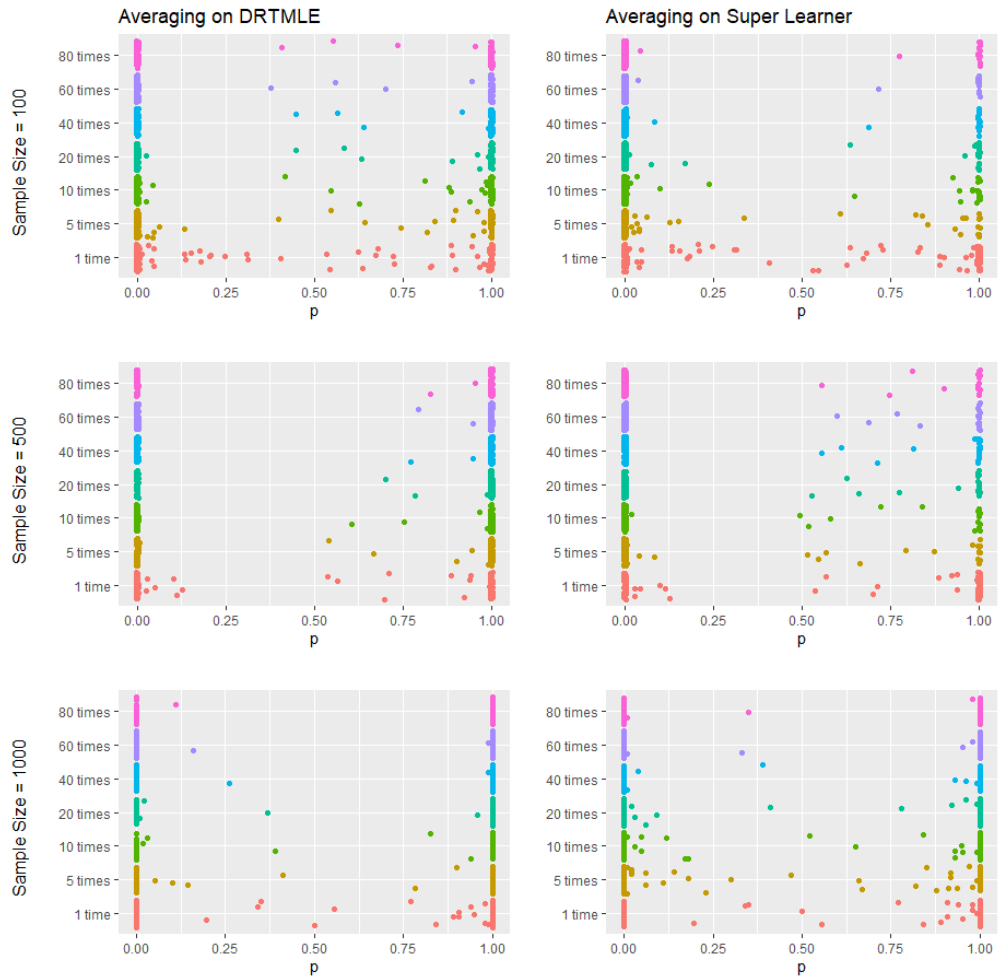 Averaging on DRTMLE
Averaging on Super Learner
Sample Size = 100
80 times
60 times
40 times
20 times
10 times
5 times
1 time
0.00 0.25 0.50 0.75 1.00
p
80 times
60 times
40 times
20 times
10 times
5 times
1 time
0.00 0.25 0.50 0.75 1.00
p
Sample Size = 500
80 times
60 times
40 times
20 times
10 times
5 times
1 time
0.00 0.25 0.50 0.75 1.00
p
80 times
60 times
40 times
20 times
10 times
5 times
1 time
0.00 0.25 0.50 0.75 1.00
p
Sample Size = 1000
80 times
60 times
40 times
20 times
10 times
5 times
1 time
0.00 0.25 0.50 0.75 1.00
p
80 times
60 times
40 times
20 times
10 times
5 times
1 time
0.00 0.25 0.50 0.75 1.00
p